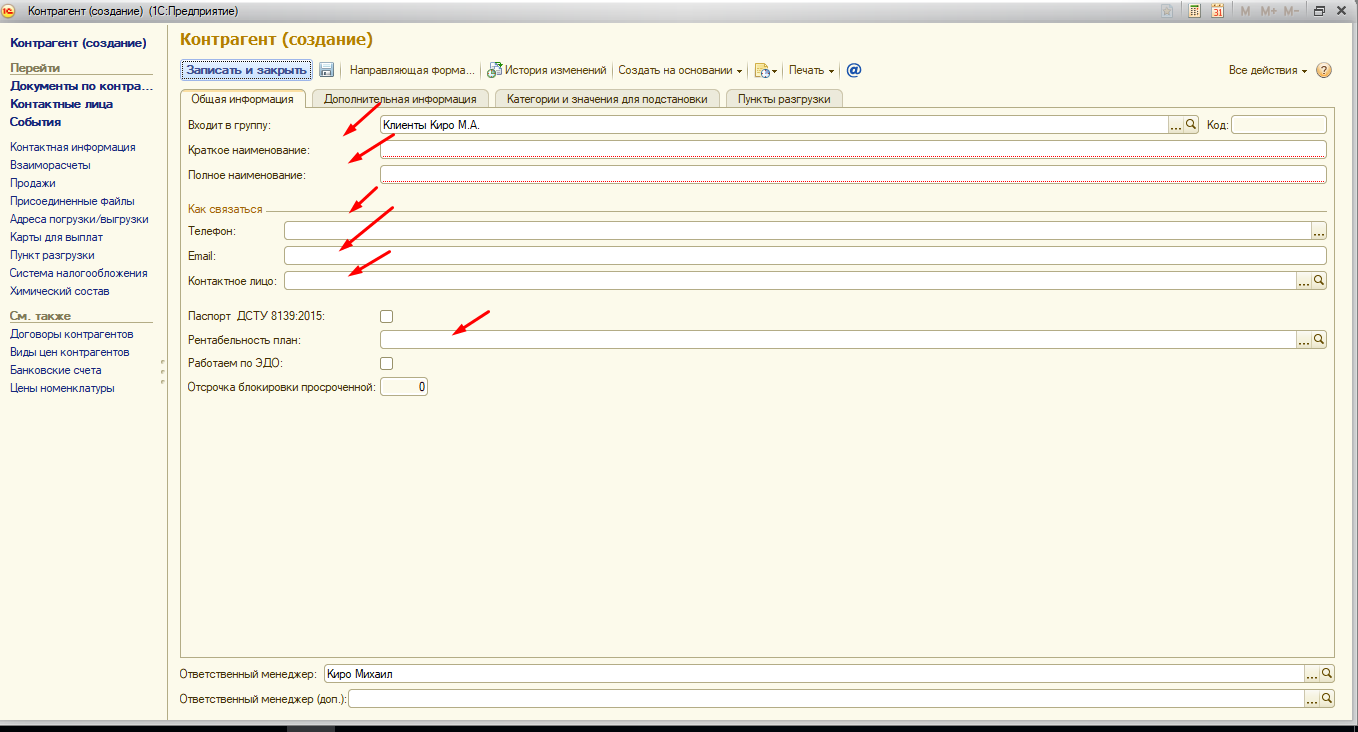 Контрагент (создание) (1С:Предприятие)
31 M M+ M-
Контрагент (создание)
Перейти
Документы по контра...
Контактные лица
События
Контактная информация
Взаиморасчеты
Продажи
Присоединенные файлы
Адреса погрузки/выгрузки
Карты для выплат
Пункт разгрузки
Система налогообложения
Химический состав
См. также
Договоры контрагентов
Виды цен контрагентов
Банковские счета
Цены номенклатуры
Контрагент (создание)
Записать и закрыть Направляющая форма... История изменений Создать на основании Печать @ Все действия ?
Общая информация Дополнительная информация Категории и значения для подстановки Пункты разгрузки
Входит в группу: Клиенты Киро М.А. ... Код:
Краткое наименование:
Полное наименование:
Как связаться
Телефон: ...
Email:
Контактное лицо: ...
Паспорт ДСТУ 8139:2015:
Рентабельность план: ...
Работаем по ЭДО:
Отсрочка блокировки просроченной: 0
Ответственный менеджер: Киро Михаил ...
Ответственный менеджер (доп.): ...